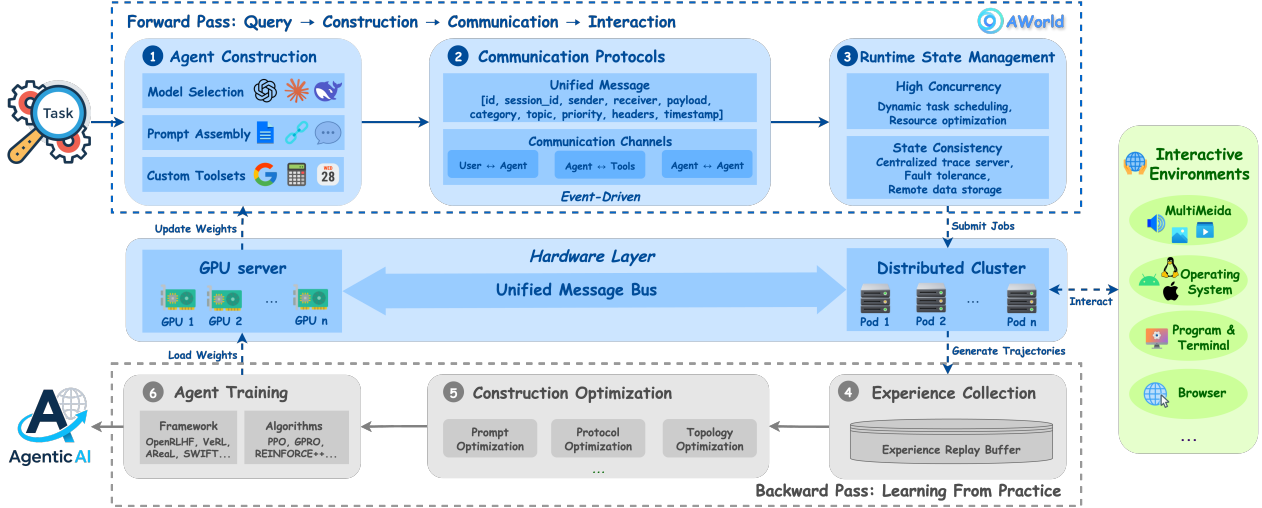 Forward Pass: Query → Construction → Communication → Interaction
AWorld
Task
1 Agent Construction
Model Selection
Prompt Assembly
Custom Toolsets
WED
28
2 Communication Protocols
Unified Message
[id, session_id, sender, receiver, payload,
category, topic, priority, headers, timestamp]
Communication Channels
User ↔ Agent
Agent ↔ Tools
Agent ↔ Agent
Event-Driven
3 Runtime State Management
High Concurrency
Dynamic task scheduling,
Resource optimization
State Consistency
Centralized trace server,
Fault tolerance,
Remote data storage
Update Weights
Submit Jobs
Hardware Layer
GPU server
GPU 1
GPU 2
...
GPU n
Unified Message Bus
Distributed Cluster
Pod 1
Pod 2
...
Pod n
Interact
Interactive
Environments
MultiMeida
Operating
System
Program &
Terminal
Browser
...
Load Weights
Generate Trajectories
6 Agent Training
Framework
OpenRLHF, VeRL,
AReaL, SWIFT...
Algorithms
PPO, GPRO,
REINFORCE++...
5 Construction Optimization
Prompt
Optimization
Protocol
Optimization
Topology
Optimization
...
4 Experience Collection
Experience Replay Buffer
Agentic AI
Backward Pass: Learning From Practice